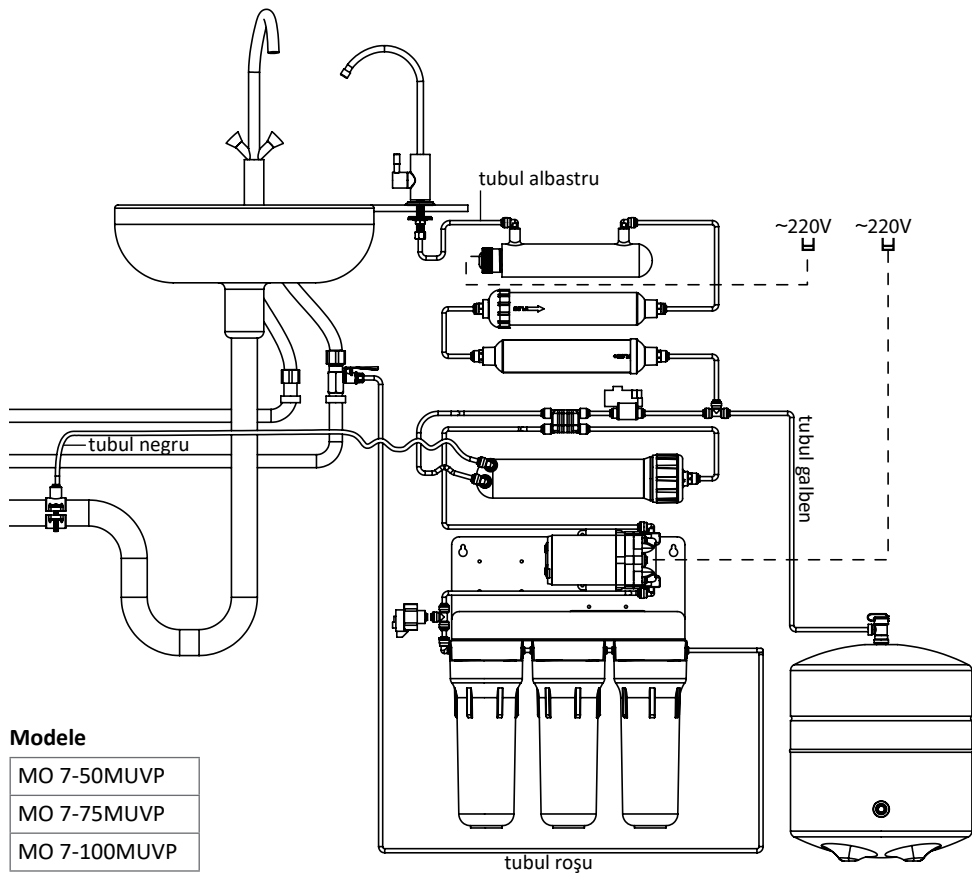 tubul albastru
~220V ~220V
tubul negru
tubul galben
Modele
MO 7-50MUVP
MO 7-75MUVP
MO 7-100MUVP
tubul roşu